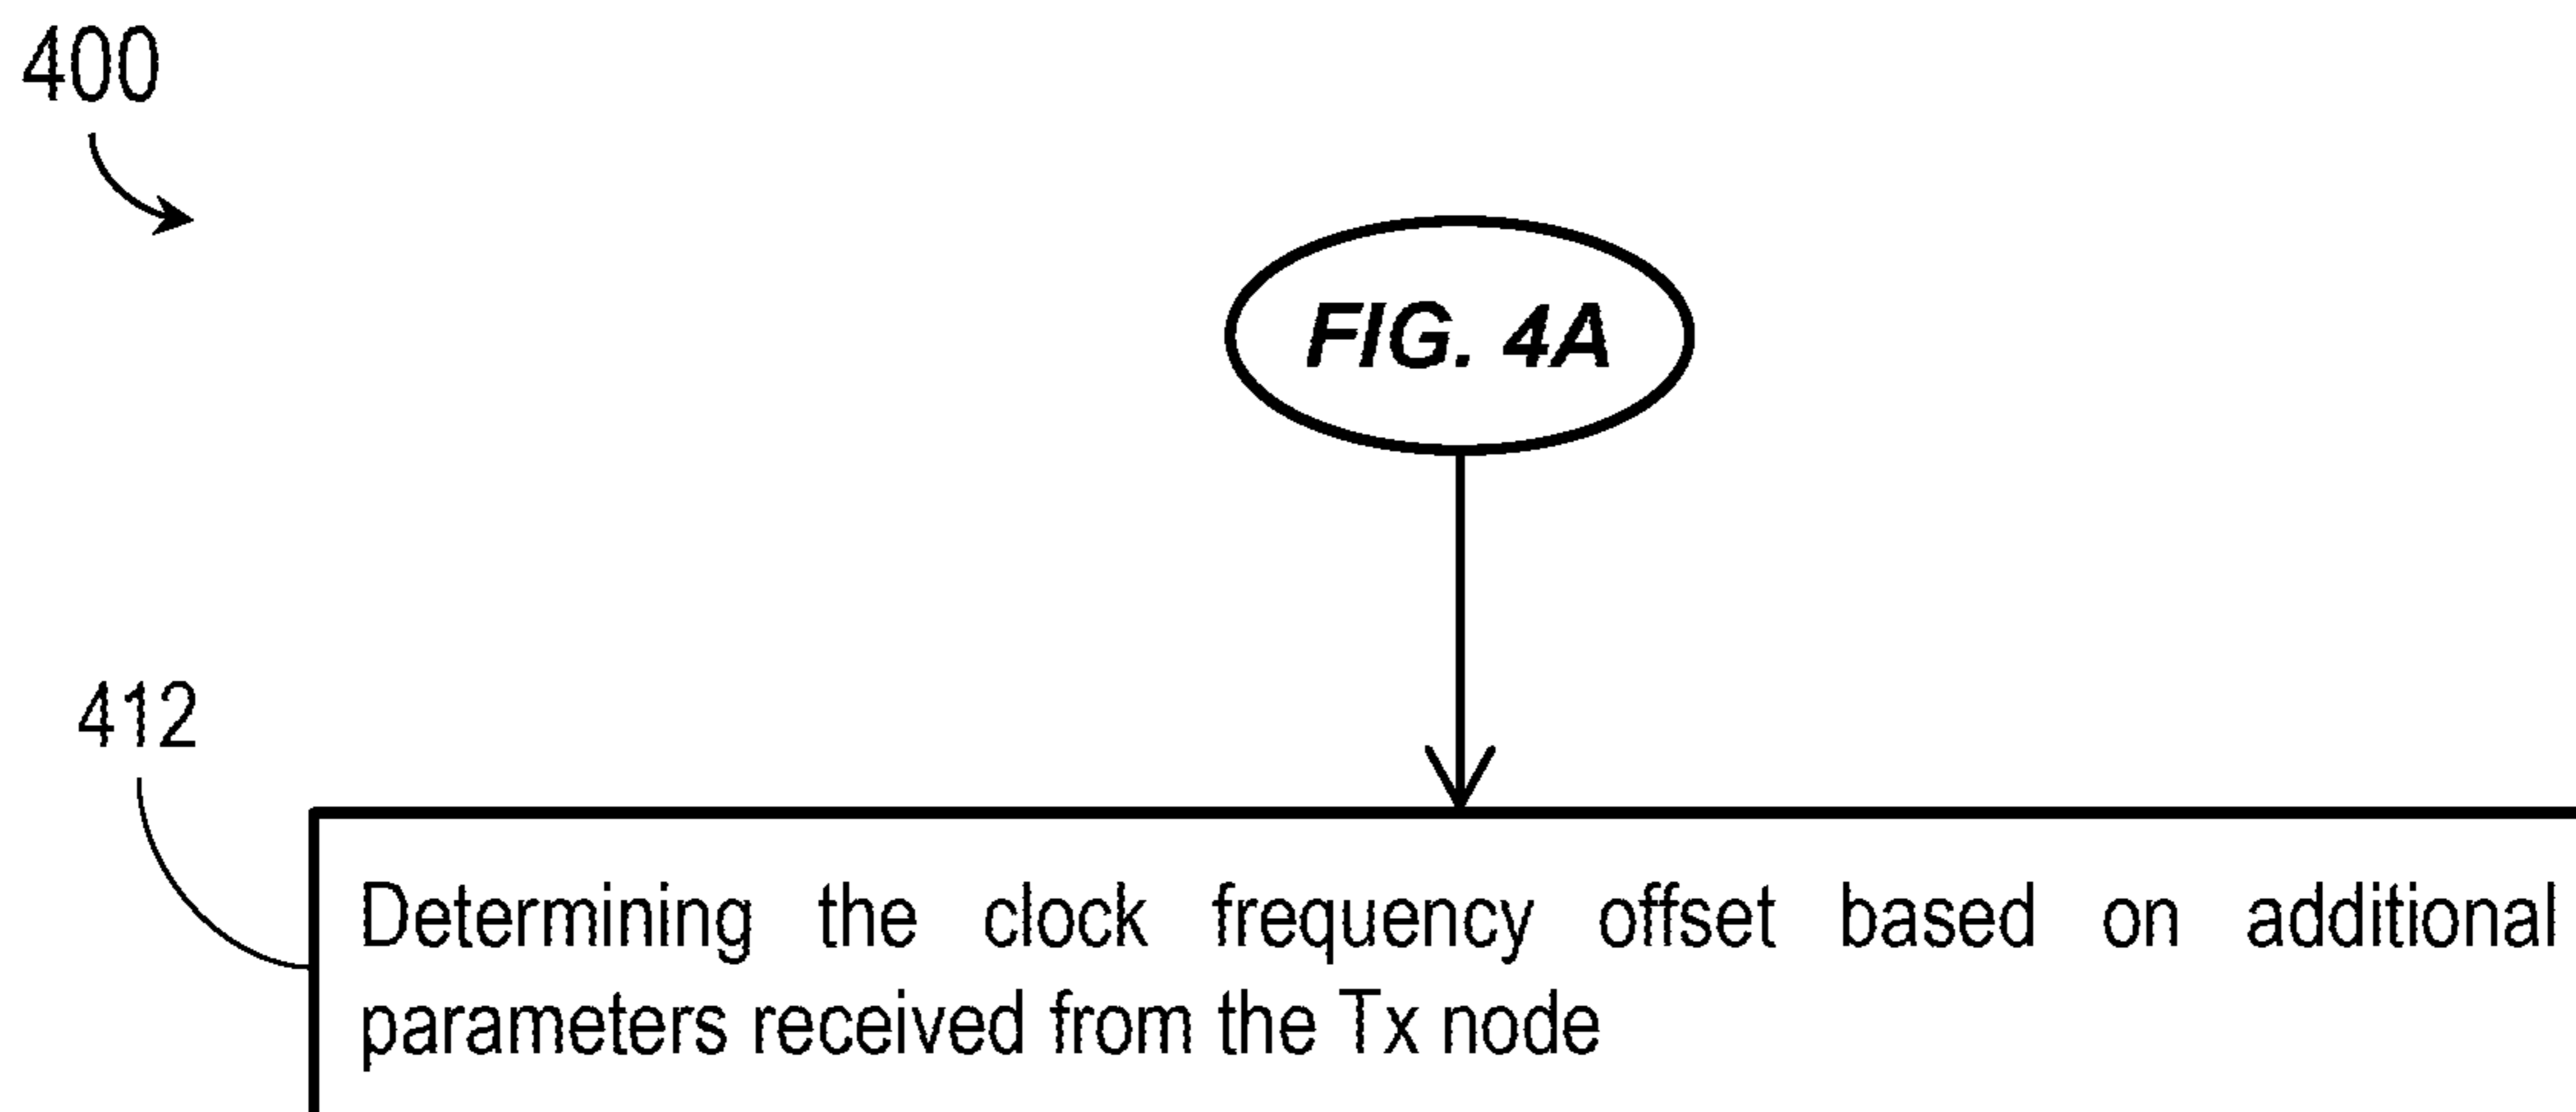 400
FIG. 4A
412
Determining the clock frequency offset based on additional
parameters received from the Tx node